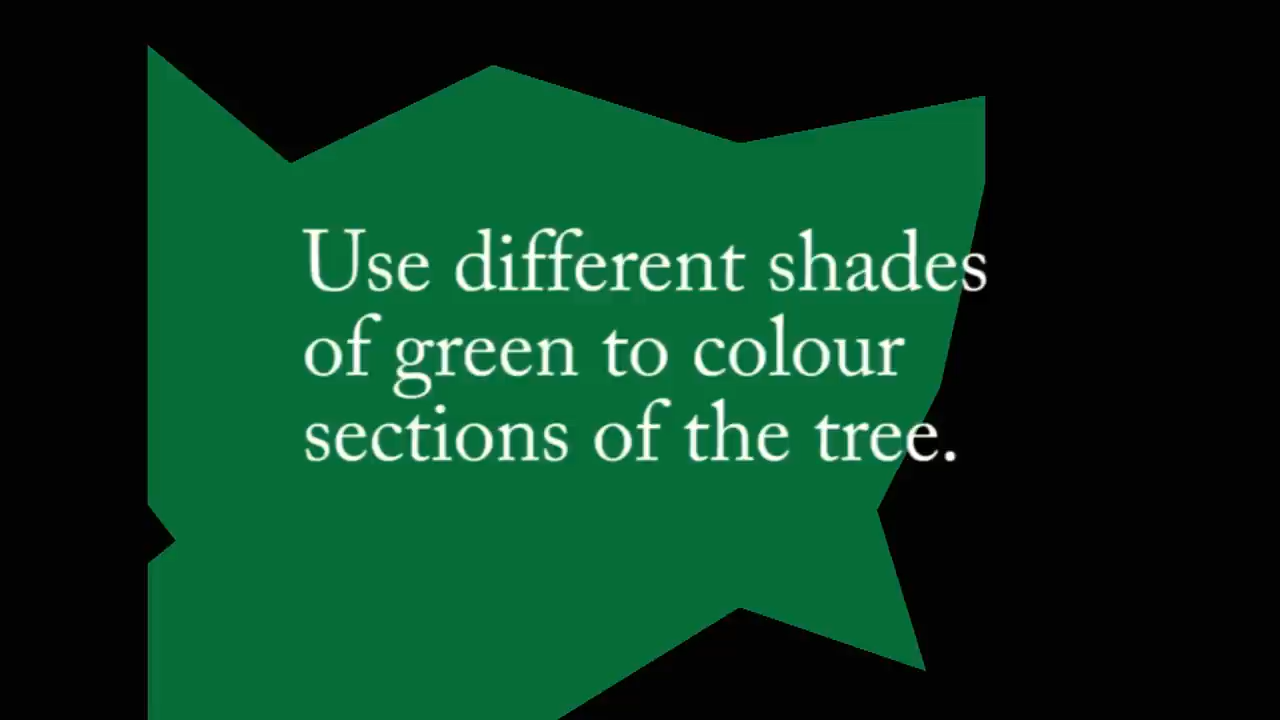 Use different shades
of green to colour
sections of the tree.